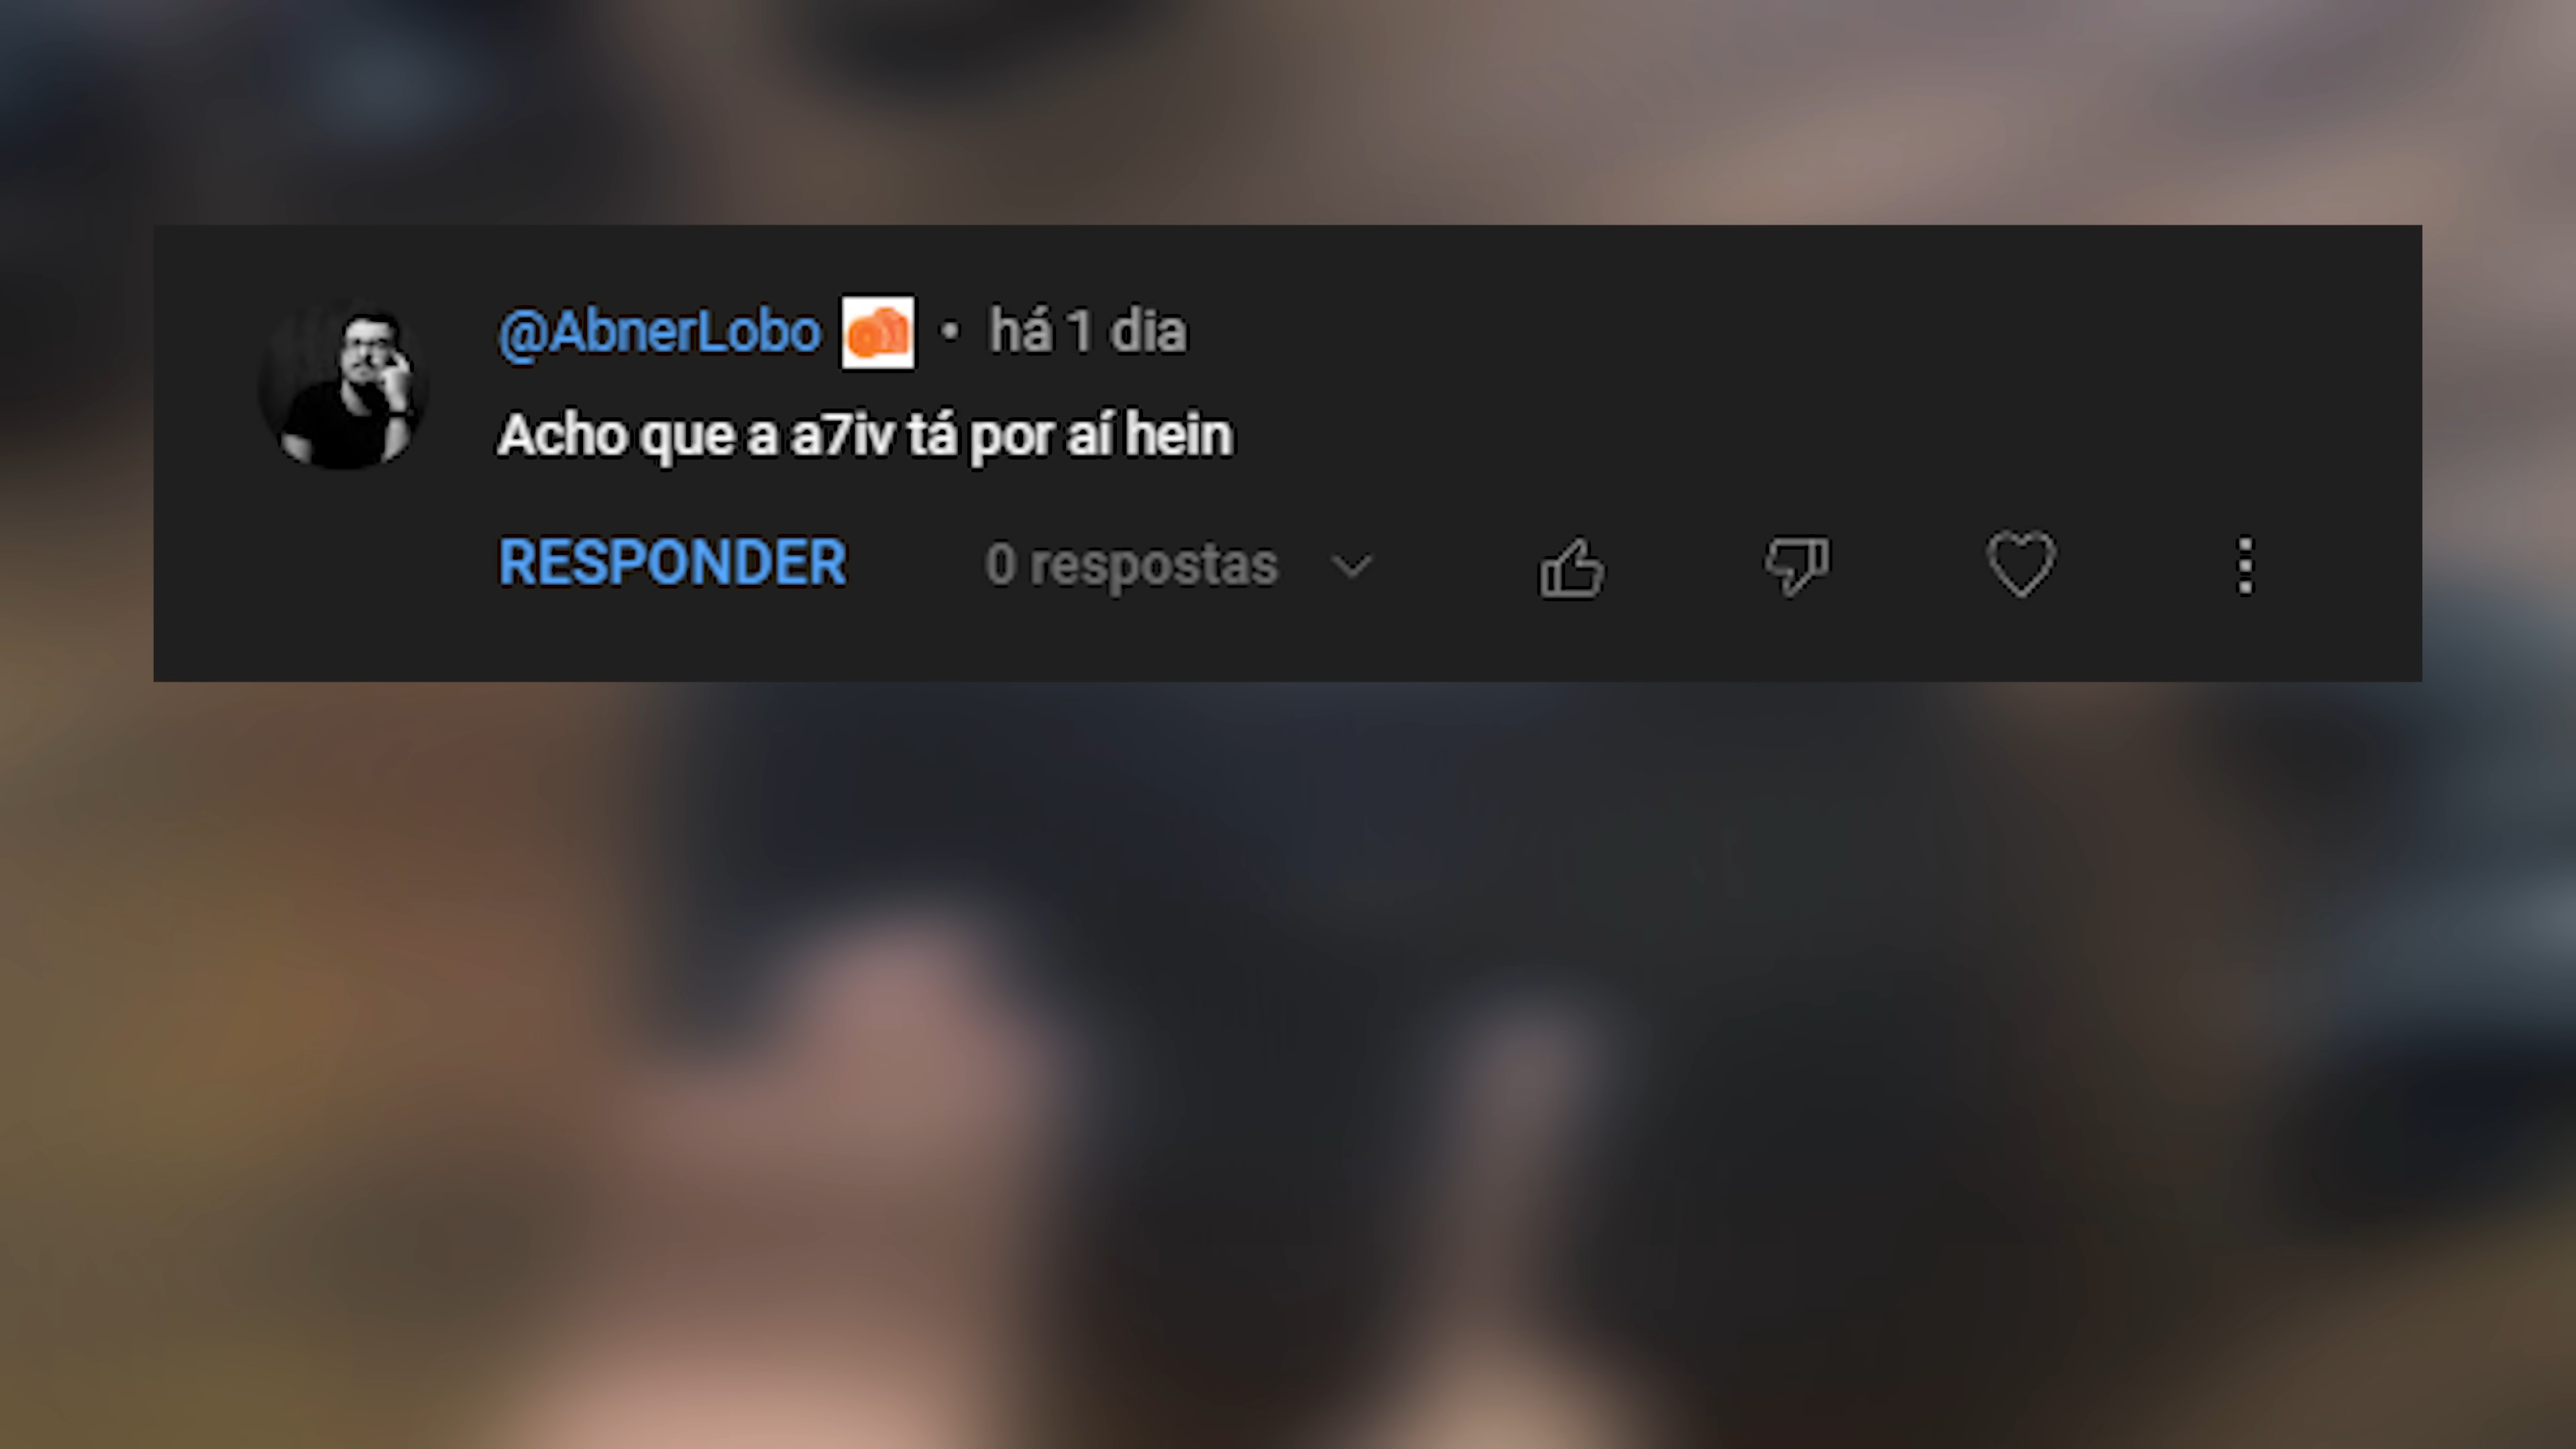 @AbnerLobo • há 1 dia
Acho que a a7iv tá por aí hein
RESPONDER 0 respostas